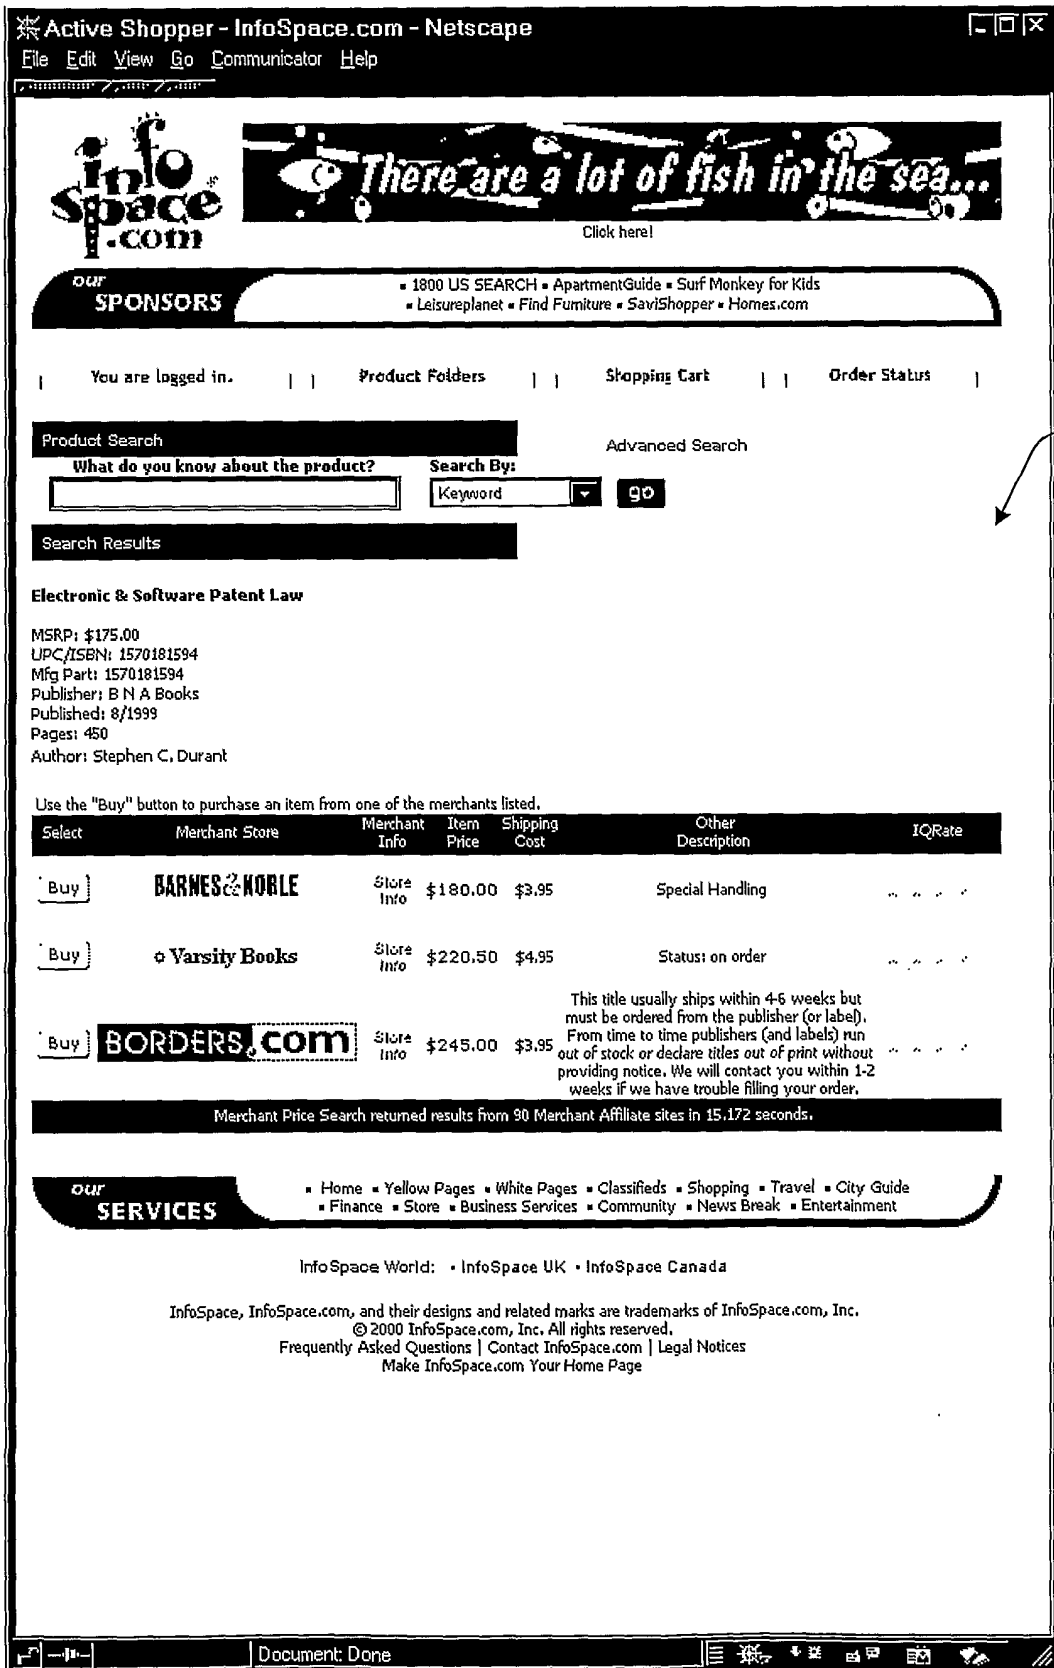 Active Shopper - InfoSpace.com - Netscape
File Edit View Go Communicator Help
info space .com
There are a lot of fish in the sea...
Click here!
our SPONSORS
▪ 1800 US SEARCH ▪ ApartmentGuide ▪ Surf Monkey for Kids
▪ Leisureplanet ▪ Find Furniture ▪ SaviShopper ▪ Homes.com
You are logged in. | | Product Folders | | Shopping Cart | | Order Status |
Product Search
Advanced Search
What do you know about the product? Search By:
Keyword go
Search Results
Electronic & Software Patent Law
MSRP: $175.00
UPC/ISBN: 1570181594
Mfg Part: 1570181594
Publisher: B N A Books
Published: 8/1999
Pages: 450
Author: Stephen C. Durant
Use the "Buy" button to purchase an item from one of the merchants listed.
Select Merchant Store Merchant Info Item Price Shipping Cost Other Description IQRate
Buy BARNES & NOBLE Store Info $180.00 $3.95 Special Handling
Buy Varsity Books Store Info $220.50 $4.95 Status: on order
Buy BORDERS.com Store Info $245.00 $3.95
This title usually ships within 4-6 weeks but
must be ordered from the publisher (or label).
From time to time publishers (and labels) run
out of stock or declare titles out of print without
providing notice. We will contact you within 1-2
weeks if we have trouble filling your order.
Merchant Price Search returned results from 90 Merchant Affiliate sites in 15.172 seconds.
our SERVICES
▪ Home ▪ Yellow Pages ▪ White Pages ▪ Classifieds ▪ Shopping ▪ Travel ▪ City Guide
▪ Finance ▪ Store ▪ Business Services ▪ Community ▪ News Break ▪ Entertainment
InfoSpace World: • InfoSpace UK • InfoSpace Canada
InfoSpace, InfoSpace.com, and their designs and related marks are trademarks of InfoSpace.com, Inc.
© 2000 InfoSpace.com, Inc. All rights reserved.
Frequently Asked Questions | Contact InfoSpace.com | Legal Notices
Make InfoSpace.com Your Home Page
Document: Done